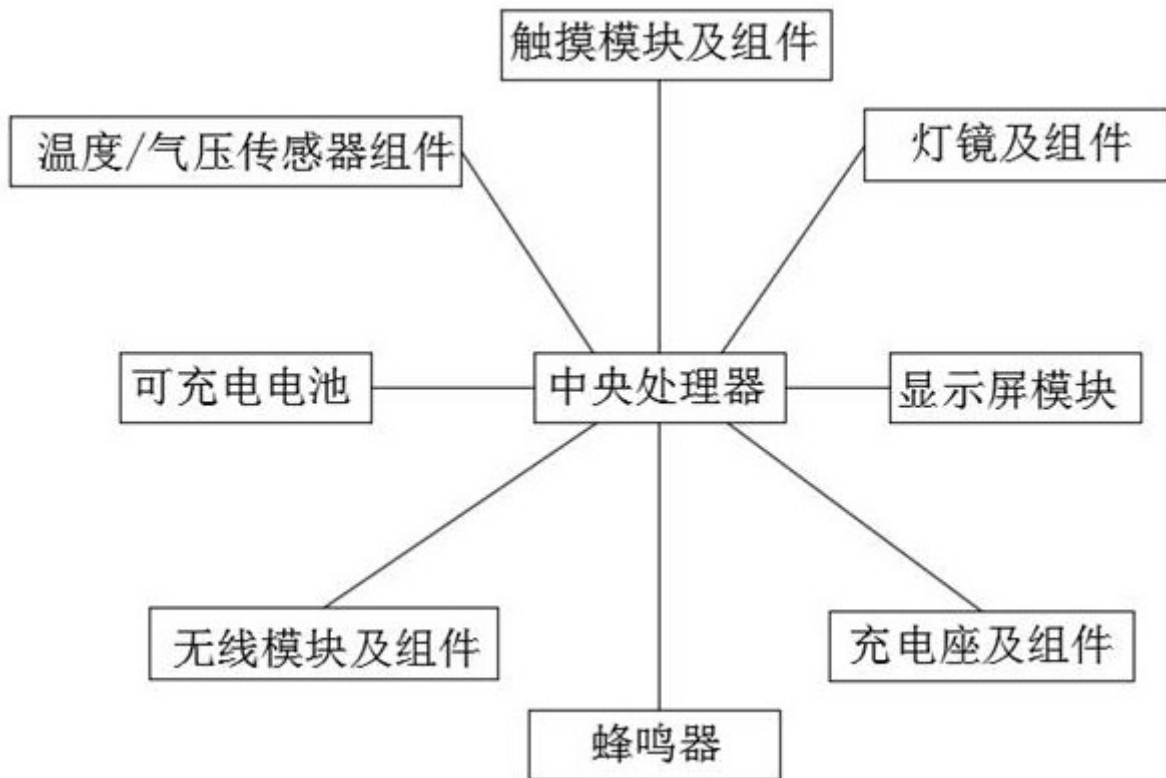 触摸模块及组件
温度/气压传感器组件
灯镜及组件
可充电电池
中央处理器
显示屏模块
无线模块及组件
充电座及组件
蜂鸣器